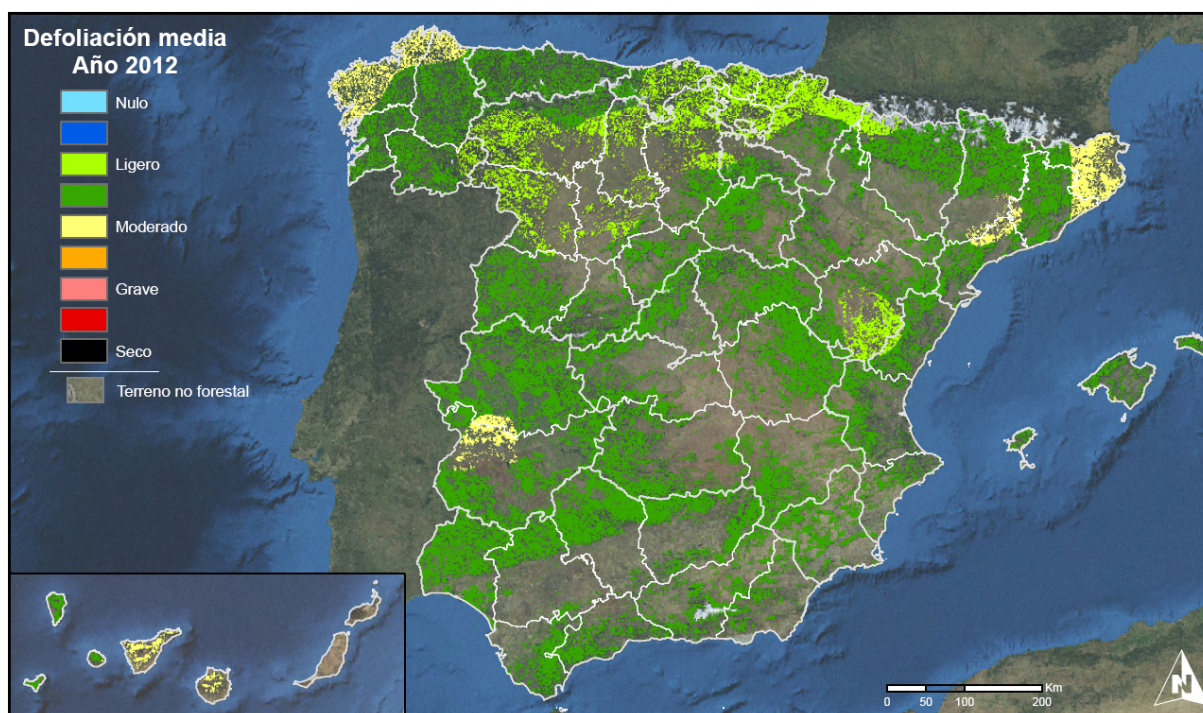 Defoliación media
Año 2012
Nulo
Ligero
Moderado
Grave
Seco
Terreno no forestal
Km
0 50 100 200
N